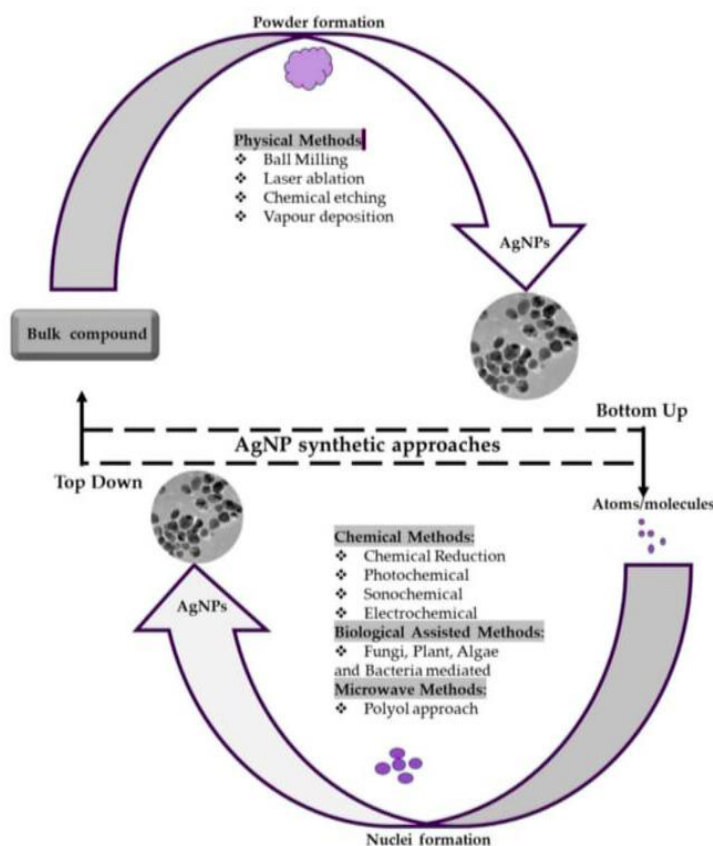 Powder formation
Physical Methods
❖ Ball Milling
❖ Laser ablation
❖ Chemical etching
❖ Vapour deposition
AgNPs
Bulk compound
Bottom Up
AgNP synthetic approaches
Top Down
Atoms/molecules
Chemical Methods:
❖ Chemical Reduction
❖ Photochemical
❖ Sonochemical
❖ Electrochemical
AgNPs
Biological Assisted Methods:
❖ Fungi, Plant, Algae
and Bacteria mediated
Microwave Methods:
❖ Polyol approach
Nuclei formation